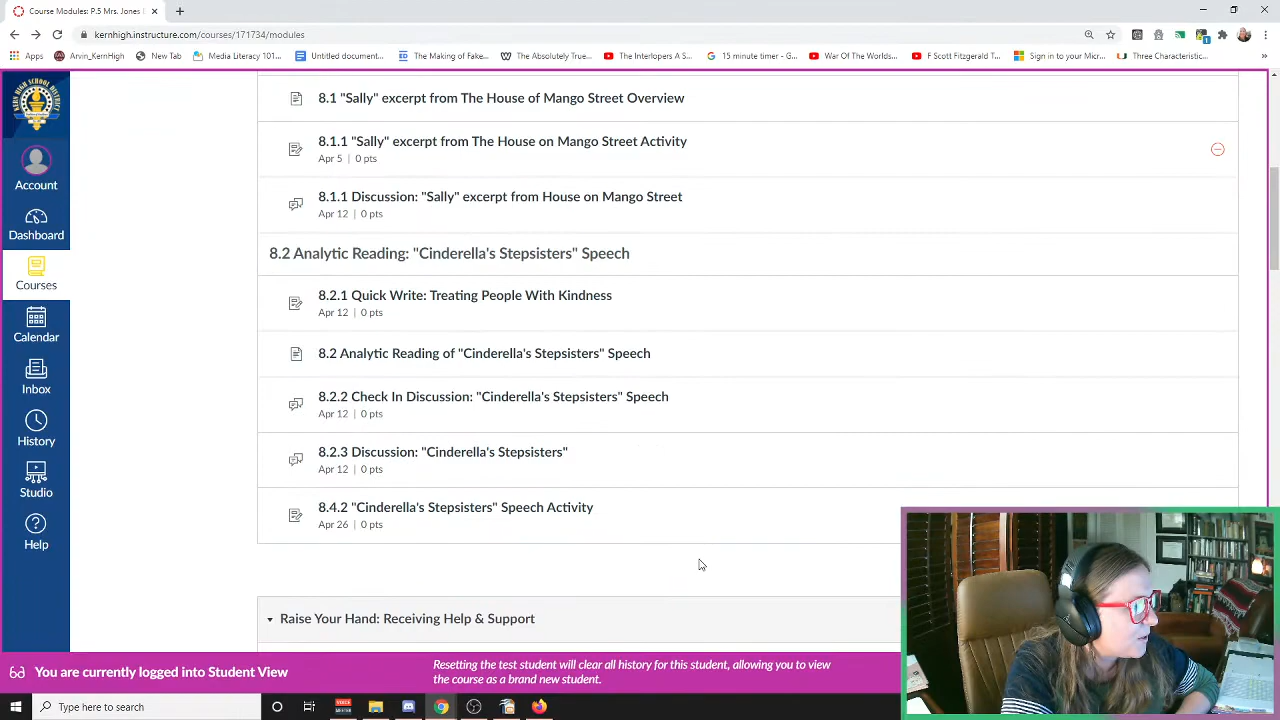 Course Modules: P.5 Mrs. Jones
kernhigh.instructure.com/courses/171734/modules
Apps
Arvin_KernHigh
New Tab
Media Literacy 101...
Untitled document...
The Making of Fake...
The Absolutely True...
The Interlopers A S...
15 minute timer - G...
War Of The Worlds...
F Scott Fitzgerald T...
Sign in to your Micr...
Three Characteristic...
»
8.1 "Sally" excerpt from The House of Mango Street Overview
8.1.1 "Sally" excerpt from The House on Mango Street Activity
Apr 5 | 0 pts
8.1.1 Discussion: "Sally" excerpt from House on Mango Street
Apr 12 | 0 pts
8.2 Analytic Reading: "Cinderella's Stepsisters" Speech
8.2.1 Quick Write: Treating People With Kindness
Apr 12 | 0 pts
8.2 Analytic Reading of "Cinderella's Stepsisters" Speech
8.2.2 Check In Discussion: "Cinderella's Stepsisters" Speech
Apr 12 | 0 pts
8.2.3 Discussion: "Cinderella's Stepsisters"
Apr 12 | 0 pts
8.4.2 "Cinderella's Stepsisters" Speech Activity
Apr 26 | 0 pts
Raise Your Hand: Receiving Help & Support
Account
Dashboard
Courses
Calendar
Inbox
History
Studio
Help
You are currently logged into Student View
Resetting the test student will clear all history for this student, allowing you to view
the course as a brand new student.
Type here to search